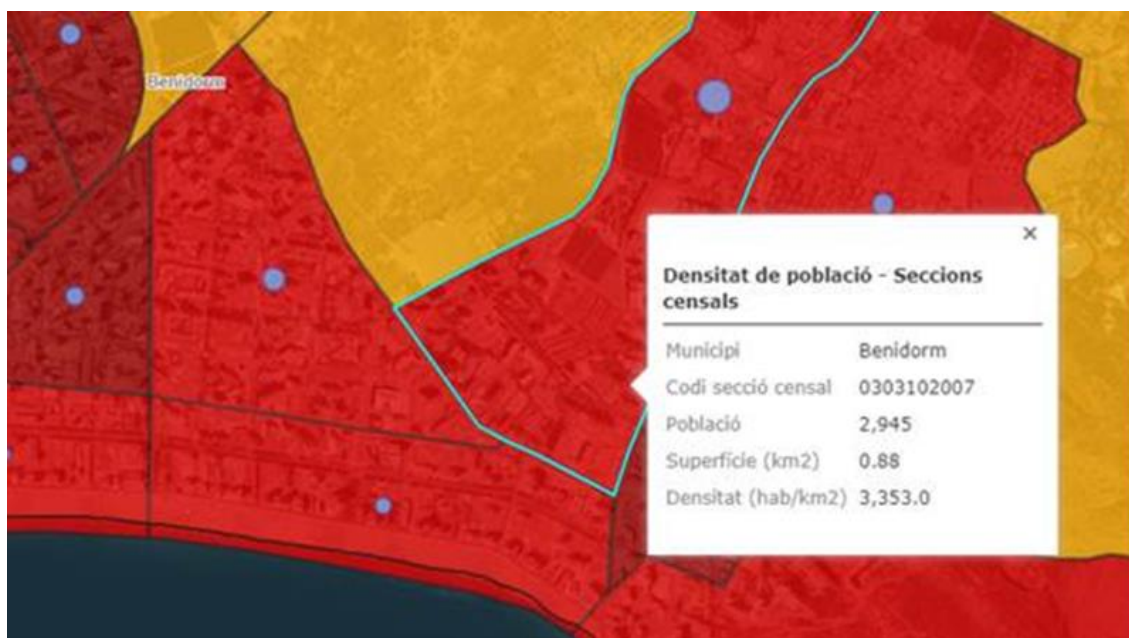 Benidorm
×
Densitat de població - Seccions
censals
Municipi Benidorm
Codi secció censal 0303102007
Població 2,945
Superfície (km2) 0.88
Densitat (hab/km2) 3,353.0